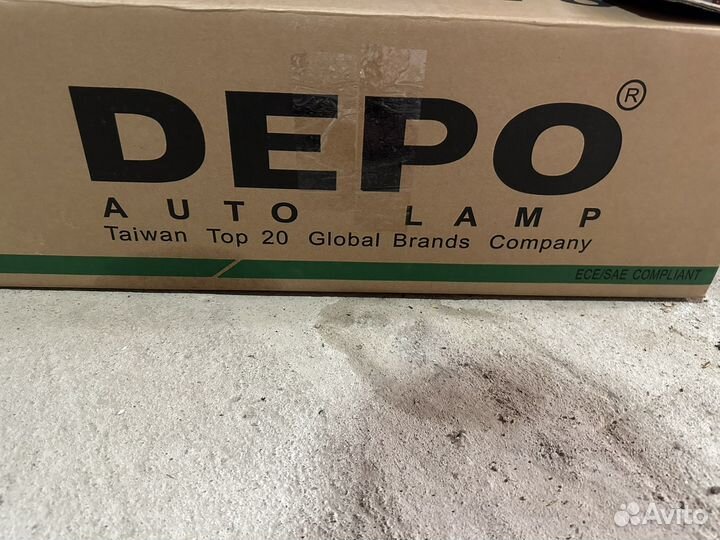 DEPO®
AUTO LAMP
Taiwan Top 20 Global Brands Company
ECE/SAE COMPLIANT
Avito